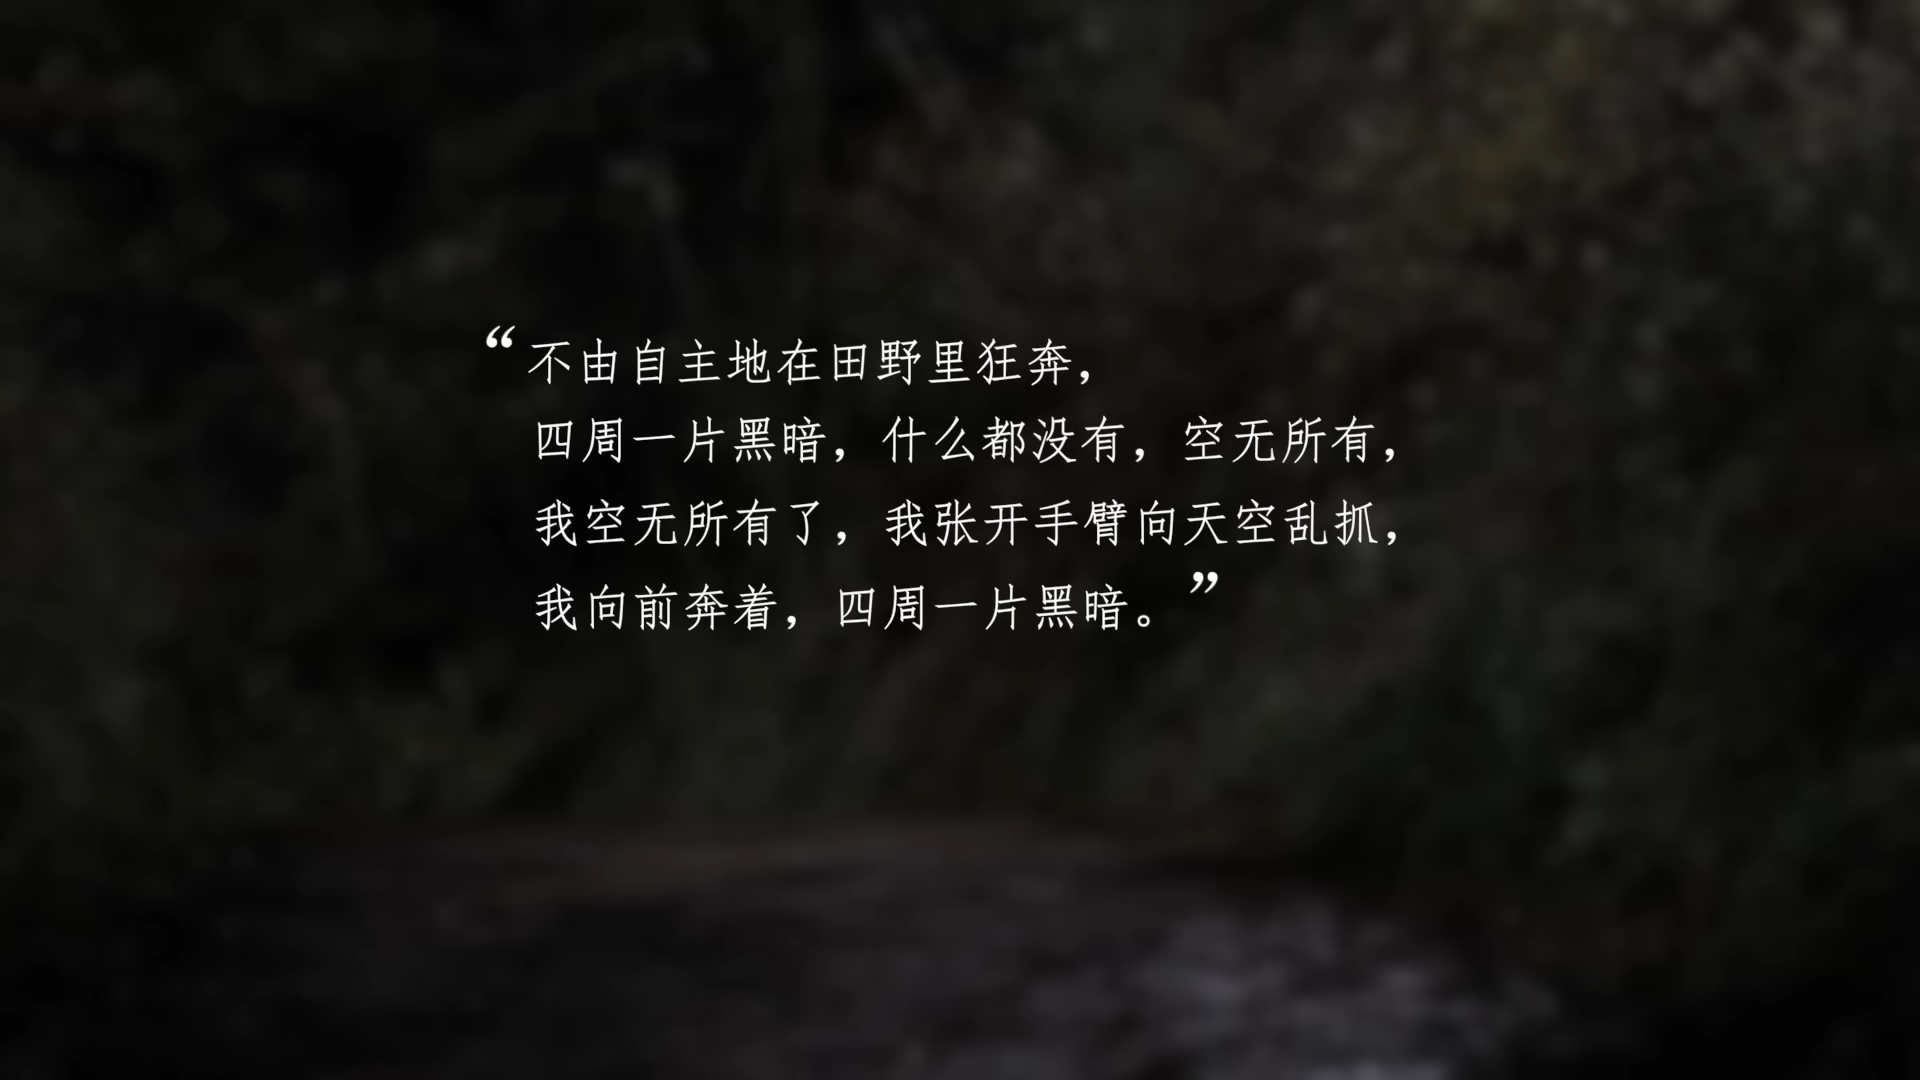 “不由自主地在田野里狂奔，
四周一片黑暗，什么都没有，空无所有，
我空无所有了，我张开手臂向天空乱抓，
我向前奔着，四周一片黑暗。”